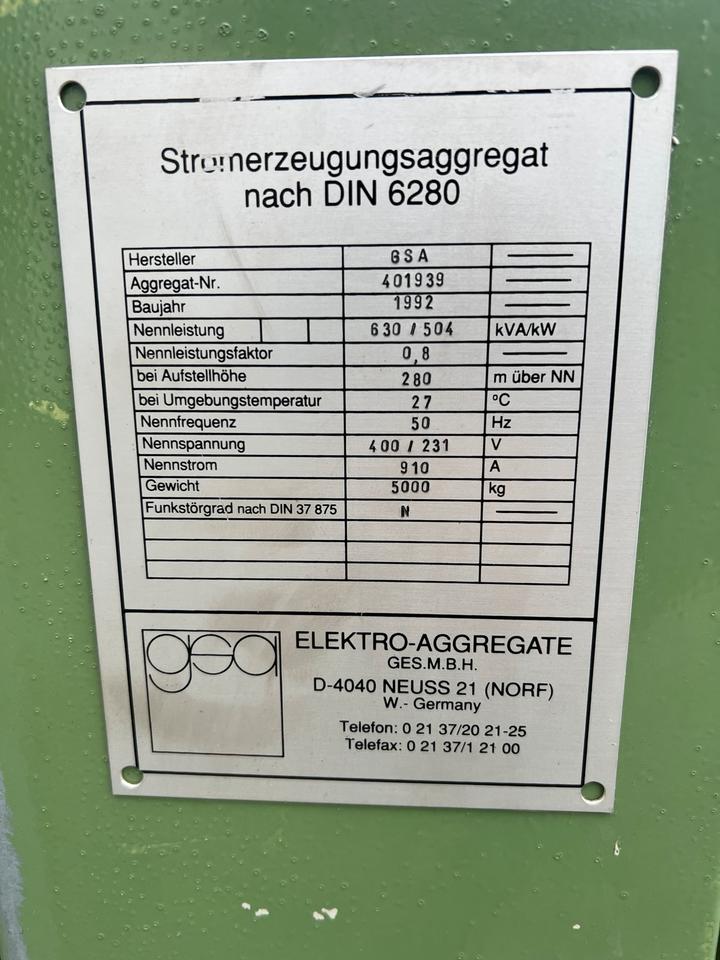 Stromerzeugungsaggregat
nach DIN 6280
Hersteller GSA
Aggregat-Nr. 401939
Baujahr 1992
Nennleistung 630 / 504 kVA/kW
Nennleistungsfaktor 0,8
bei Aufstellhöhe 280 m über NN
bei Umgebungstemperatur 27 °C
Nennfrequenz 50 Hz
Nennspannung 400 / 231 V
Nennstrom 910 A
Gewicht 5000 kg
Funkstörgrad nach DIN 37 875 N
gsa
ELEKTRO-AGGREGATE
GES.M.B.H.
D-4040 NEUSS 21 (NORF)
W.- Germany
Telefon: 0 21 37/20 21-25
Telefax: 0 21 37/1 21 00